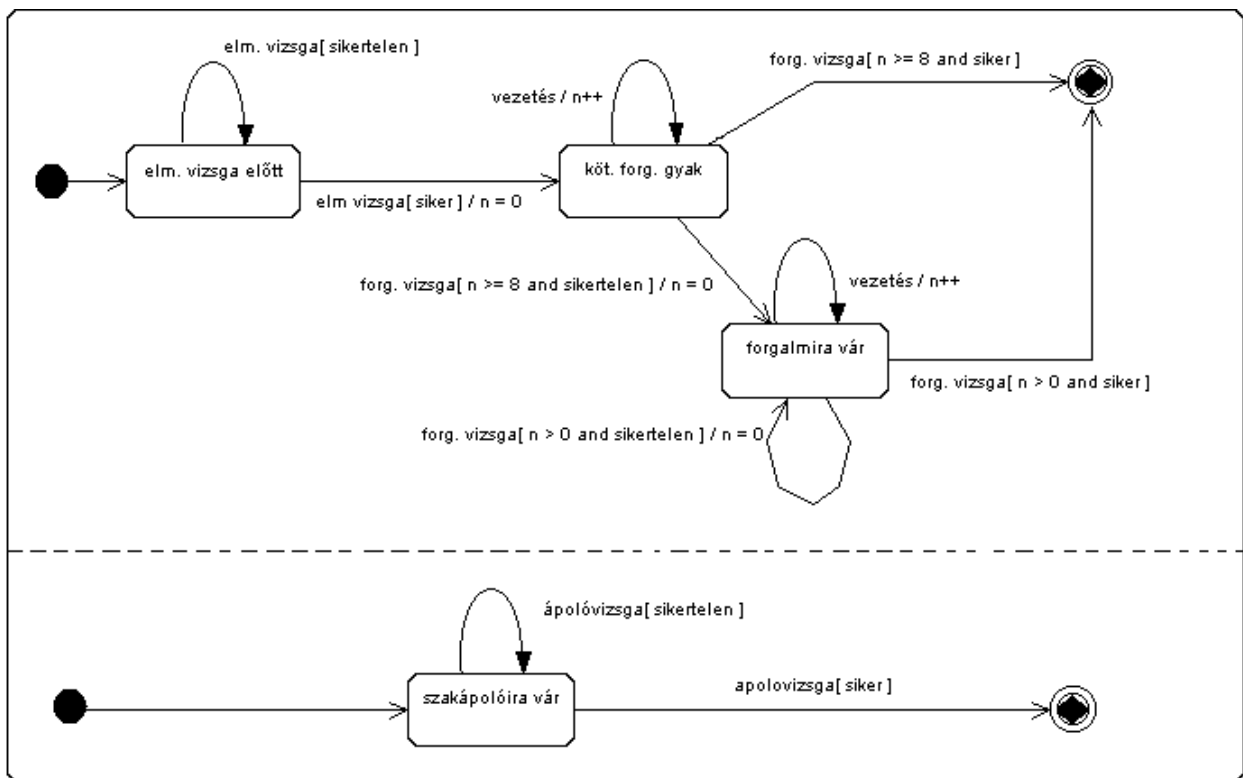 elm. vizsga[ sikertelen ]
forg. vizsga[ n >= 8 and siker ]
vezetés / n++
elm. vizsga előtt
köt. forg. gyak
elm vizsga[ siker ] / n = 0
forg. vizsga[ n >= 8 and sikertelen ] / n = 0
vezetés / n++
forgalmira vár
forg. vizsga[ n > 0 and siker ]
forg. vizsga[ n > 0 and sikertelen ] / n = 0
ápolóvizsga[ sikertelen ]
szakápolóira vár
apolovizsga[ siker ]